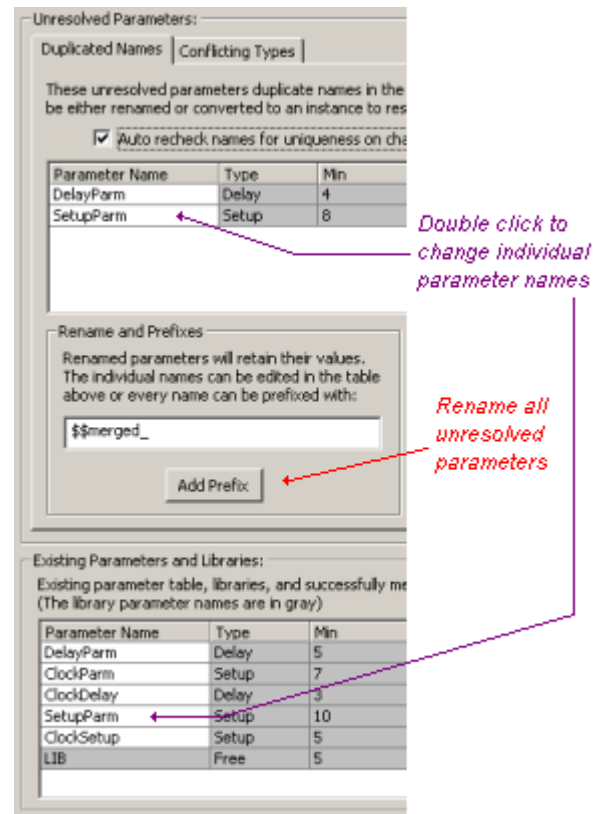 Unresolved Parameters:
Duplicated Names
Conflicting Types
These unresolved parameters duplicate names in the
be either renamed or converted to an instance to res
Auto recheck names for uniqueness on cha
Parameter Name Type Min
DelayParm Delay 4
SetupParm Setup 8
Double click to
change individual
parameter names
Rename and Prefixes
Renamed parameters will retain their values.
The individual names can be edited in the table
above or every name can be prefixed with:
$$merged_
Add Prefix
Rename all
unresolved
parameters
Existing Parameters and Libraries:
Existing parameter table, libraries, and successfully me
(The library parameter names are in gray)
Parameter Name Type Min
DelayParm Delay 5
ClockParm Setup 7
ClockDelay Delay 3
SetupParm Setup 10
ClockSetup Setup 5
LIB Free 5